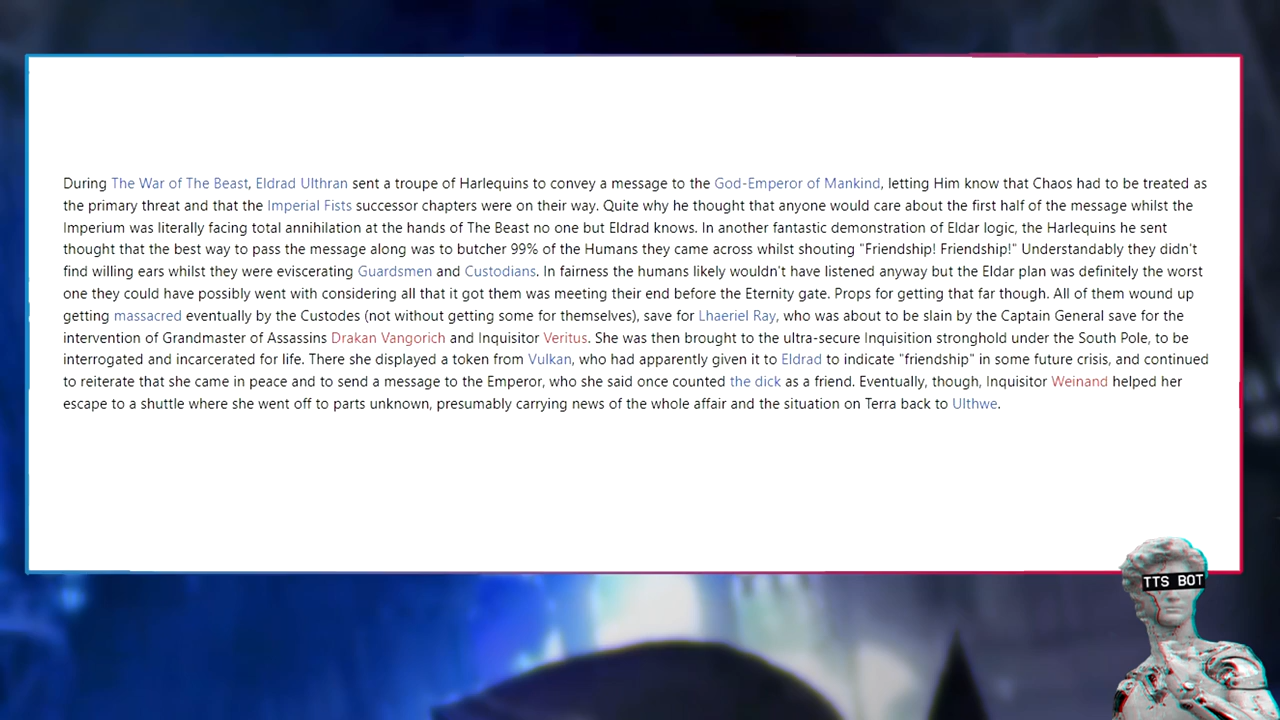 During The War of The Beast, Eldrad Ulthran sent a troupe of Harlequins to convey a message to the God-Emperor of Mankind, letting Him know that Chaos had to be treated as
the primary threat and that the Imperial Fists successor chapters were on their way. Quite why he thought that anyone would care about the first half of the message whilst the
Imperium was literally facing total annihilation at the hands of The Beast no one but Eldrad knows. In another fantastic demonstration of Eldar logic, the Harlequins he sent
thought that the best way to pass the message along was to butcher 99% of the Humans they came across whilst shouting "Friendship! Friendship!" Understandably they didn't
find willing ears whilst they were eviscerating Guardsmen and Custodians. In fairness the humans likely wouldn't have listened anyway but the Eldar plan was definitely the worst
one they could have possibly went with considering all that it got them was meeting their end before the Eternity gate. Props for getting that far though. All of them wound up
getting massacred eventually by the Custodes (not without getting some for themselves), save for Lhaeriel Ray, who was about to be slain by the Captain General save for the
intervention of Grandmaster of Assassins Drakan Vangorich and Inquisitor Veritus. She was then brought to the ultra-secure Inquisition stronghold under the South Pole, to be
interrogated and incarcerated for life. There she displayed a token from Vulkan, who had apparently given it to Eldrad to indicate "friendship" in some future crisis, and continued
to reiterate that she came in peace and to send a message to the Emperor, who she said once counted the dick as a friend. Eventually, though, Inquisitor Weinand helped her
escape to a shuttle where she went off to parts unknown, presumably carrying news of the whole affair and the situation on Terra back to Ulthwe.
TTS BOT